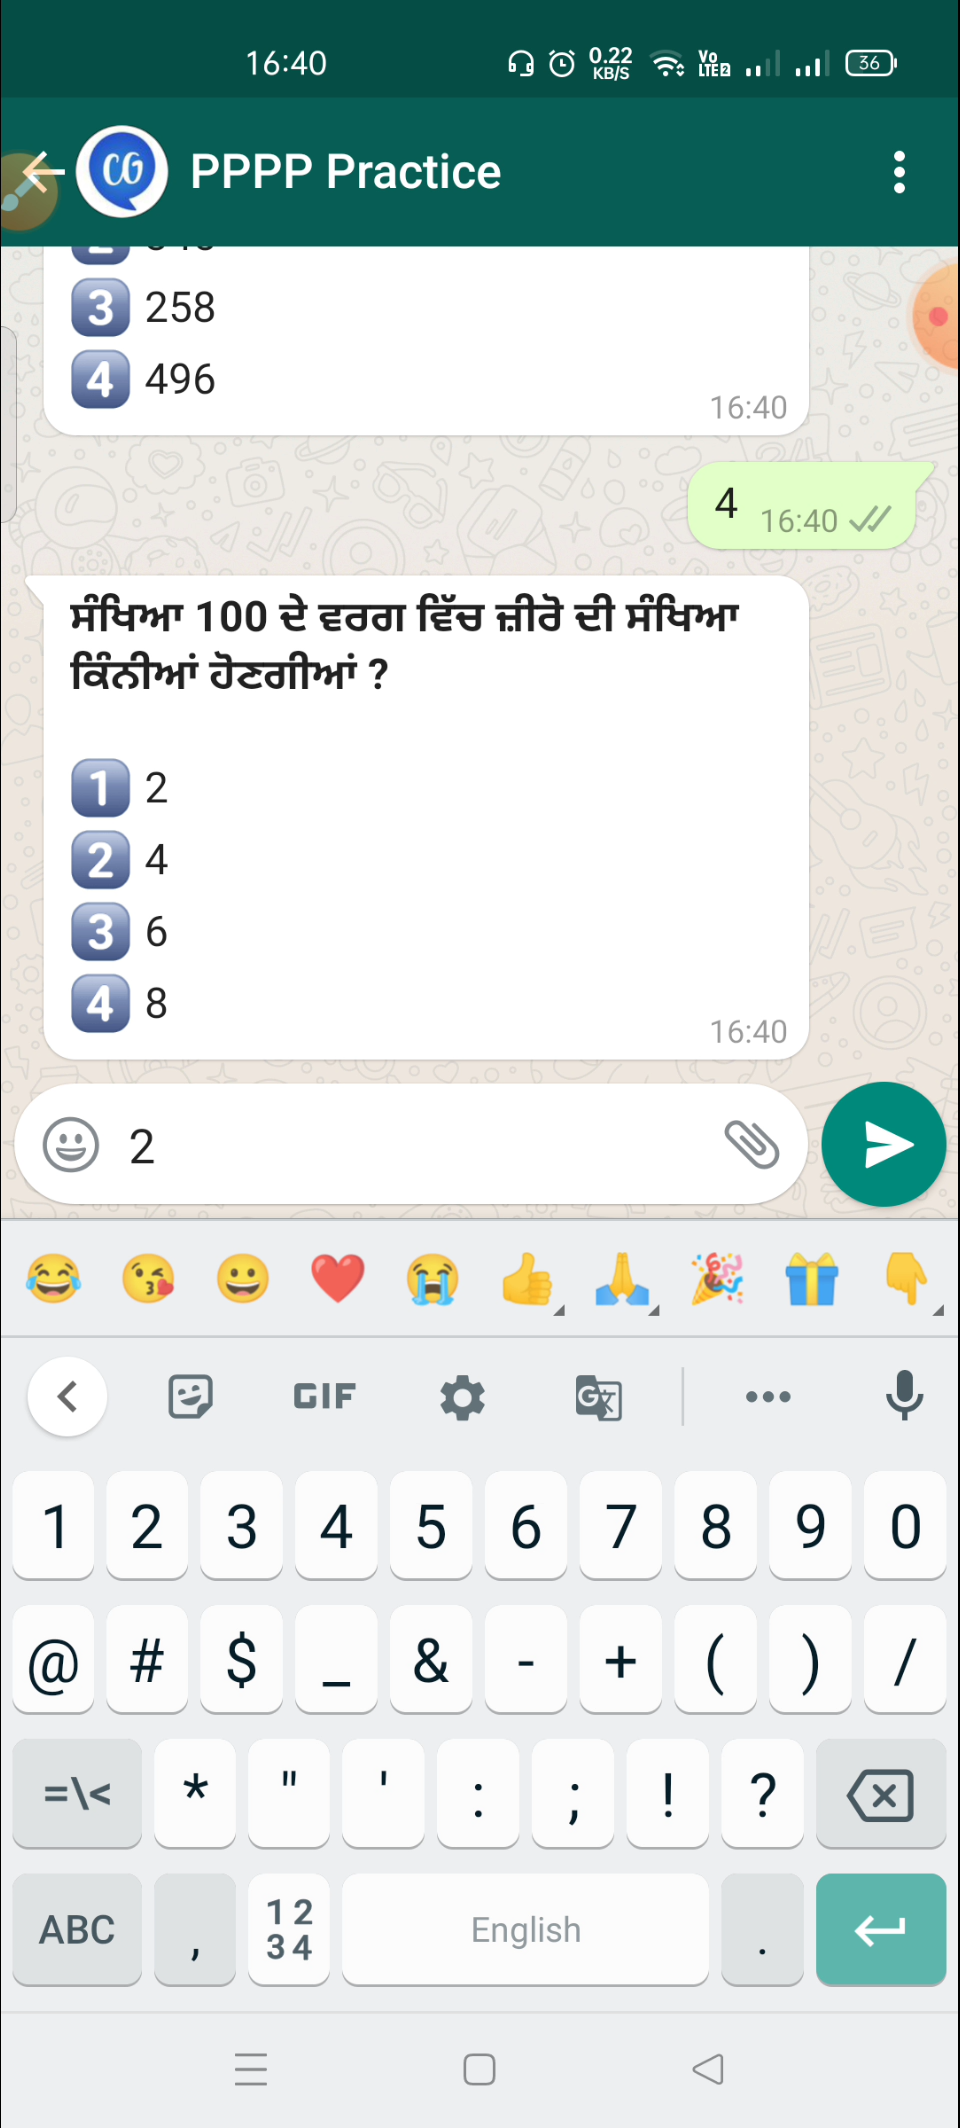 16:40
0.22 KB/S Vo LTE2 36
PPPP Practice
3 258
4 496
16:40
4 16:40
ਸੰਖਿਆ 100 ਦੇ ਵਰਗ ਵਿੱਚ ਜ਼ੀਰੋ ਦੀ ਸੰਖਿਆ
ਕਿੰਨੀਆਂ ਹੋਣਗੀਆਂ ?
1 2
2 4
3 6
4 8
16:40
2
GIF
1 2 3 4 5 6 7 8 9 0
@ # $ _ & - + ( ) /
=\< * " ' : ; ! ?
ABC , 12 34 English .